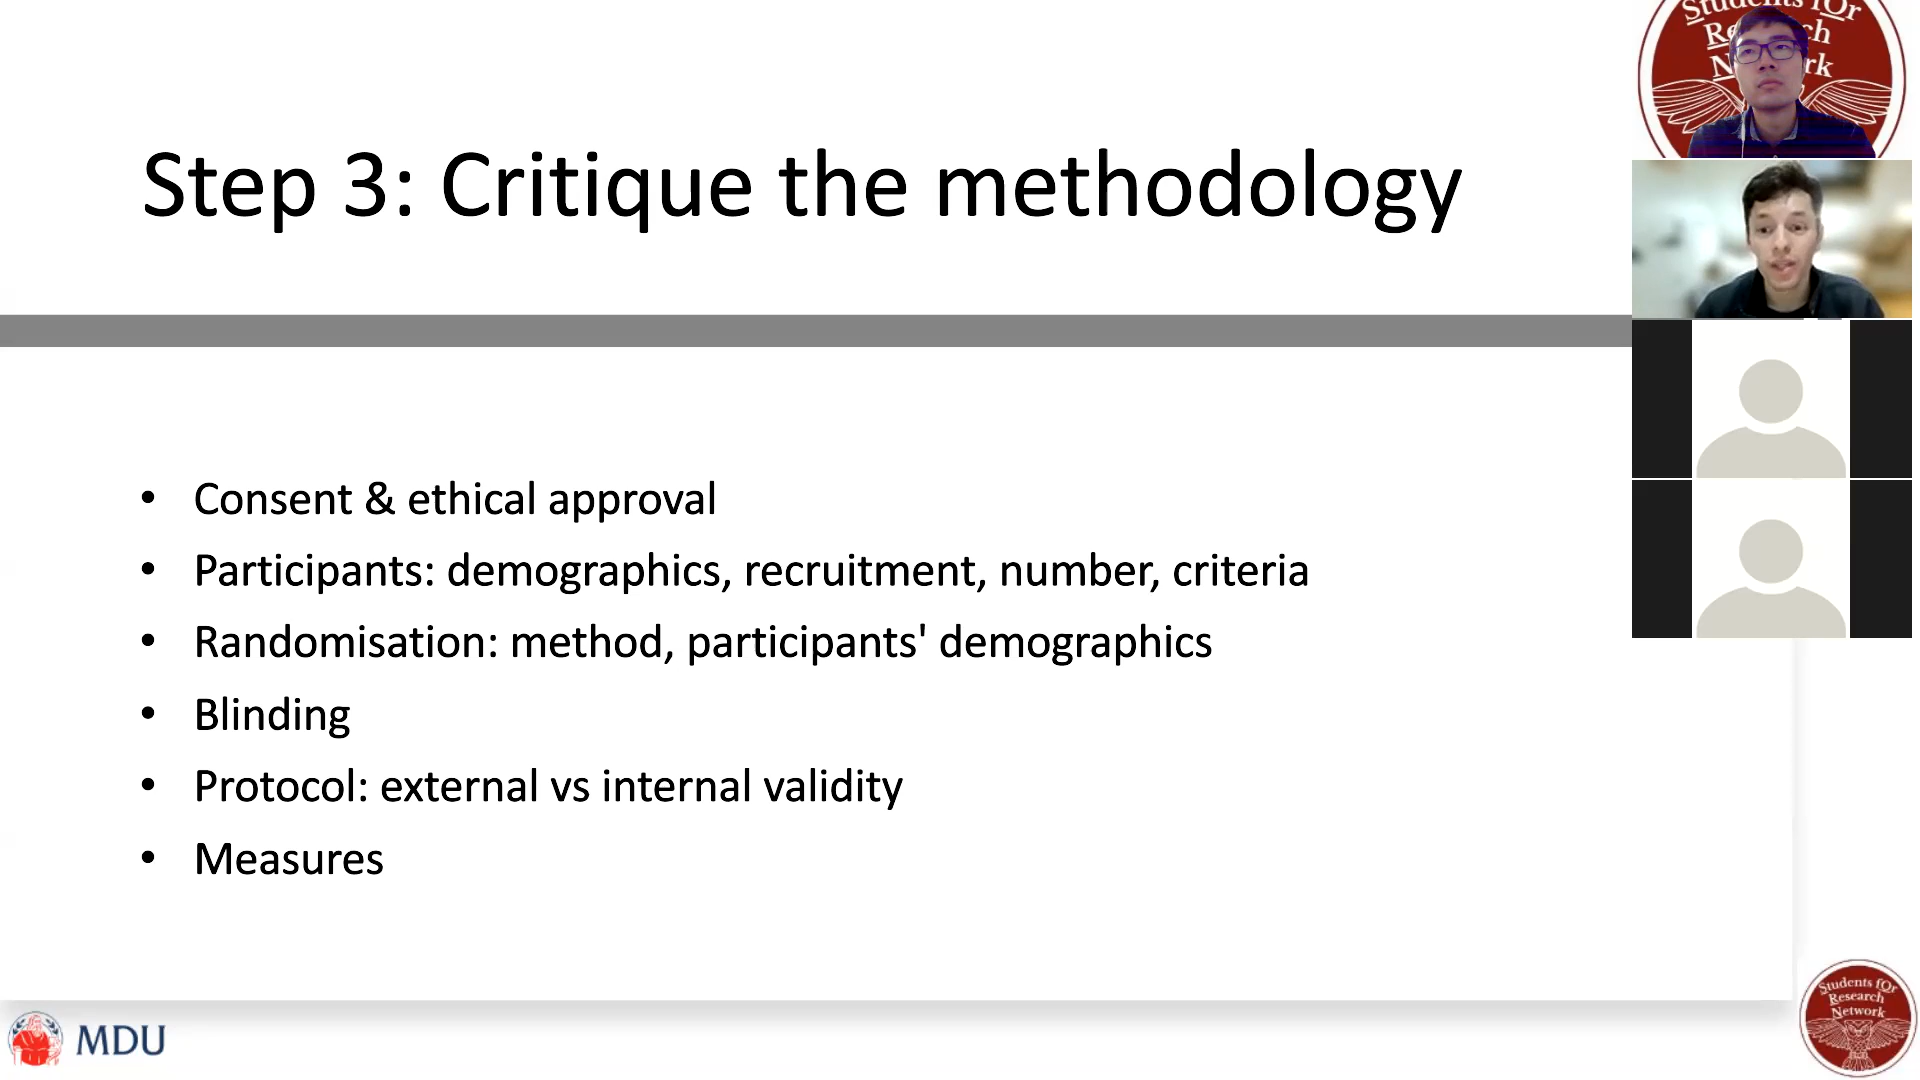 Step 3: Critique the methodology
• Consent & ethical approval
• Participants: demographics, recruitment, number, criteria
• Randomisation: method, participants' demographics
• Blinding
• Protocol: external vs internal validity
• Measures
MDU
Students fOr
Research
Network